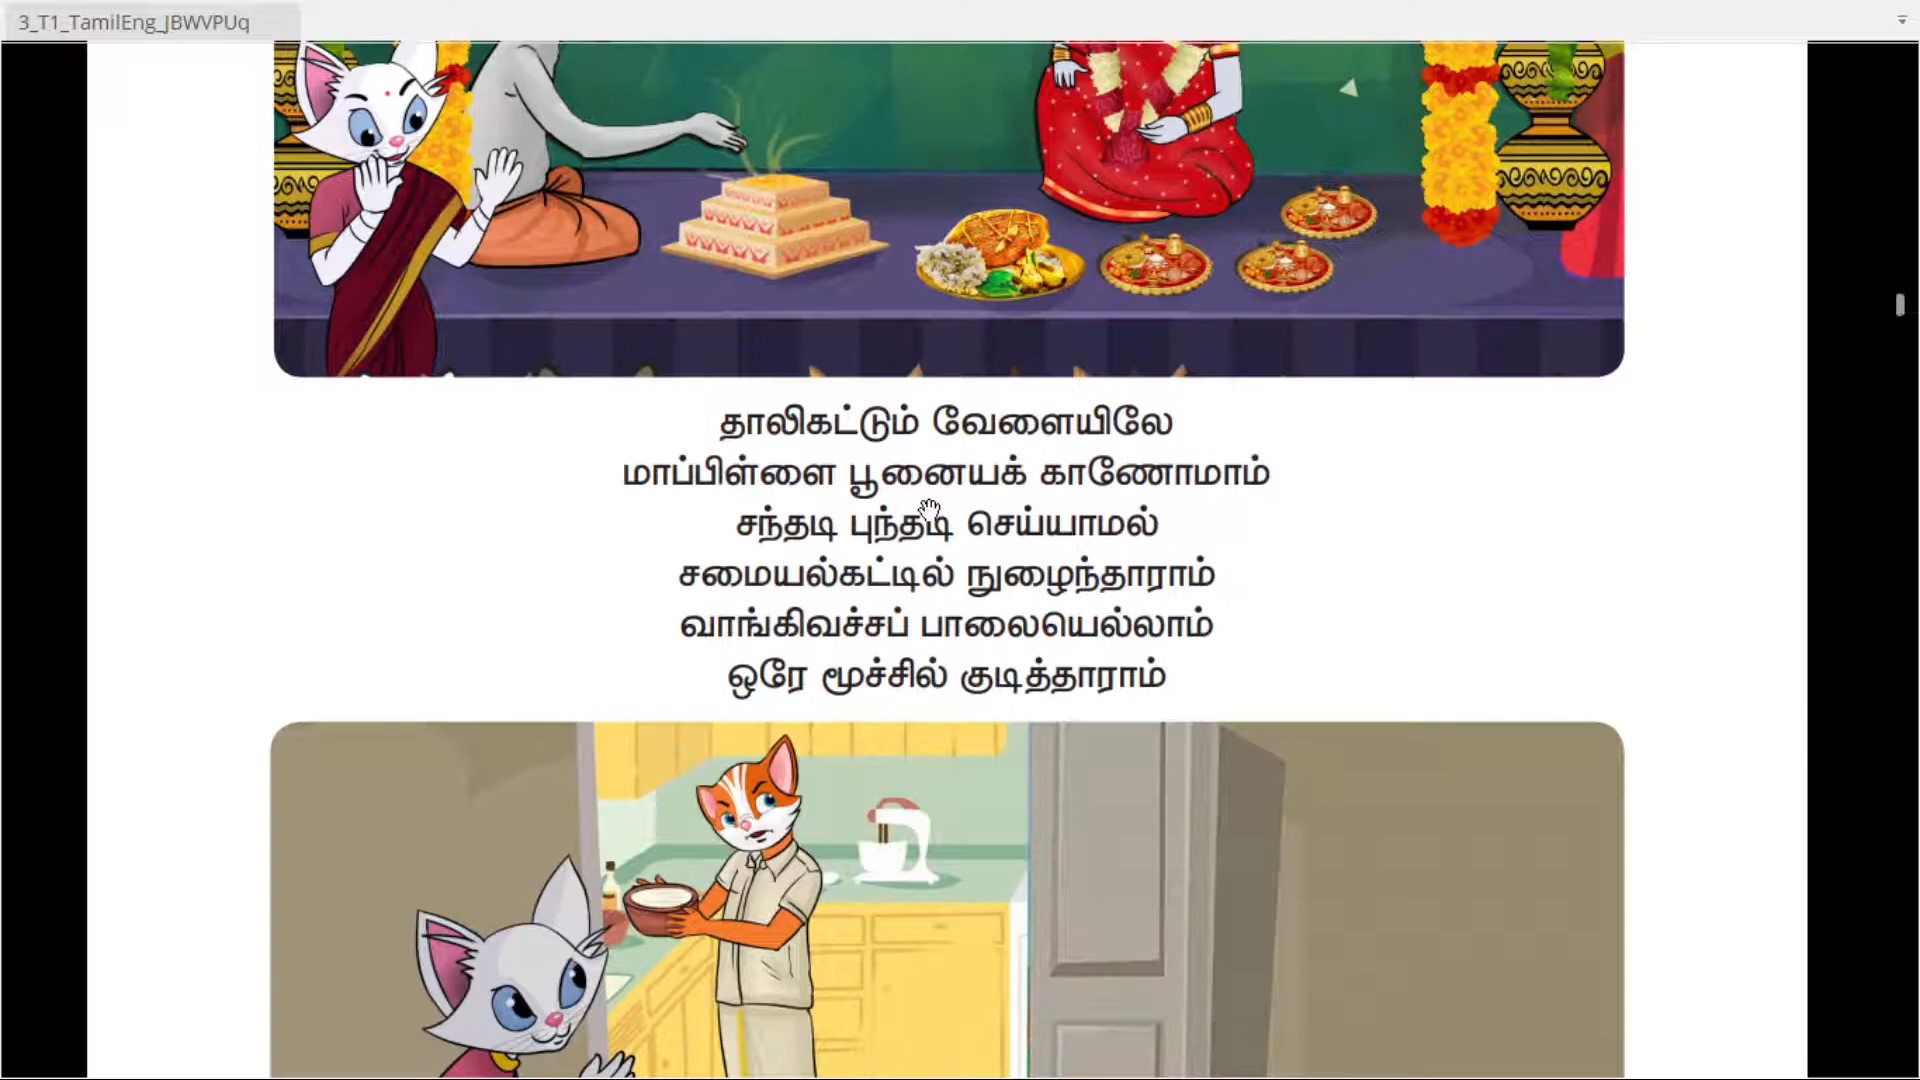 3_T1_TamilEng_JBWVPUq
தாலிகட்டும் வேளையிலே
மாப்பிள்ளை பூனையக் காணோமாம்
சந்தடி புந்தடி செய்யாமல்
சமையல்கட்டில் நுழைந்தாராம்
வாங்கிவச்சப் பாலையெல்லாம்
ஒரே மூச்சில் குடித்தாராம்